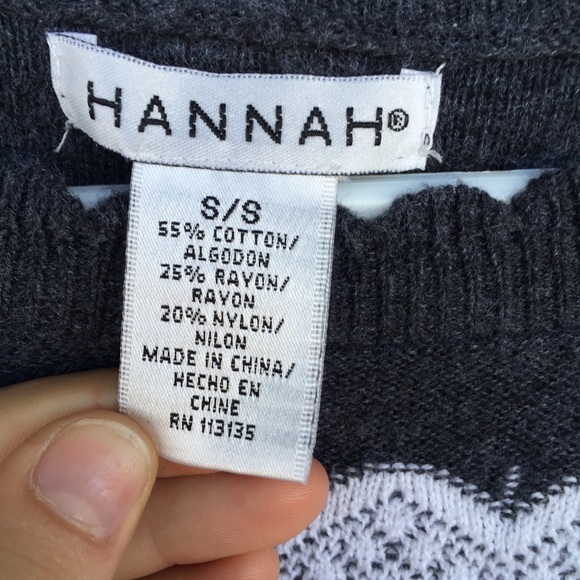 HANNAH®
S/S
55% COTTON/
ALGODON
25% RAYON/
RAYON
20% NYLON/
NILON
MADE IN CHINA/
HECHO EN
CHINE
RN 113135